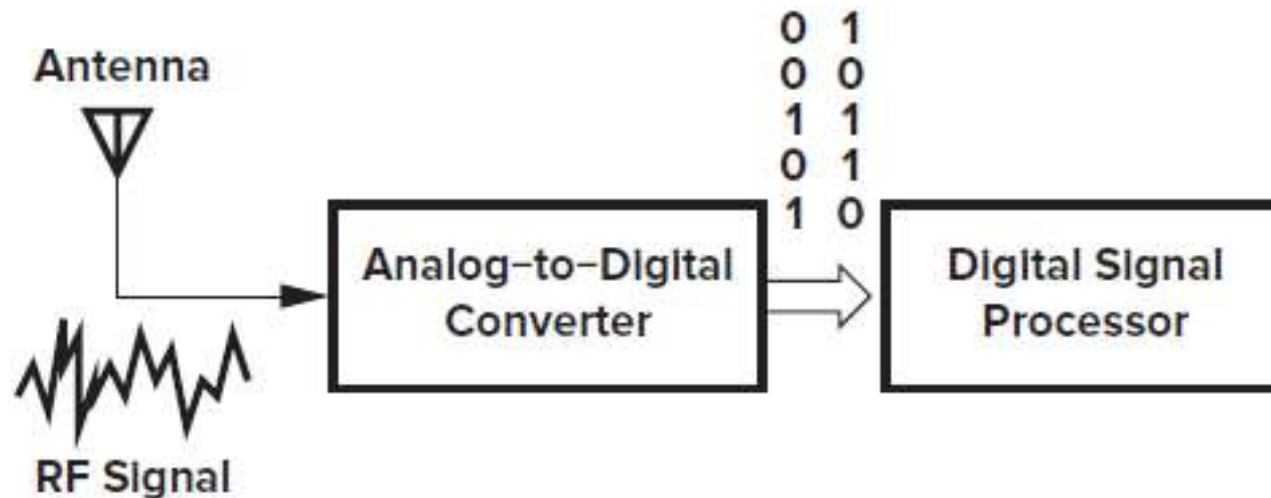 Antenna
0 1
0 0
1 1
0 1
1 0
Analog-to-Digital
Converter
Digital Signal
Processor
RF Signal